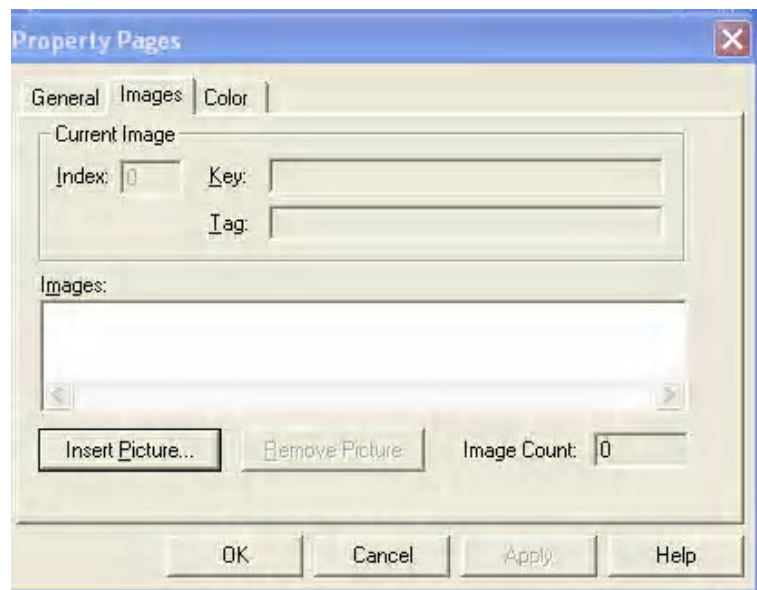 Property Pages
General Images Color
Current Image
Index: 0 Key:
Tag:
Images:
Insert Picture... Remove Picture Image Count: 0
OK Cancel Apply Help